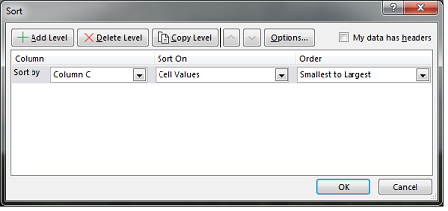 Sort
Add Level Delete Level Copy Level Options... My data has headers
Column Sort On Order
Sort by Column C Cell Values Smallest to Largest
OK Cancel